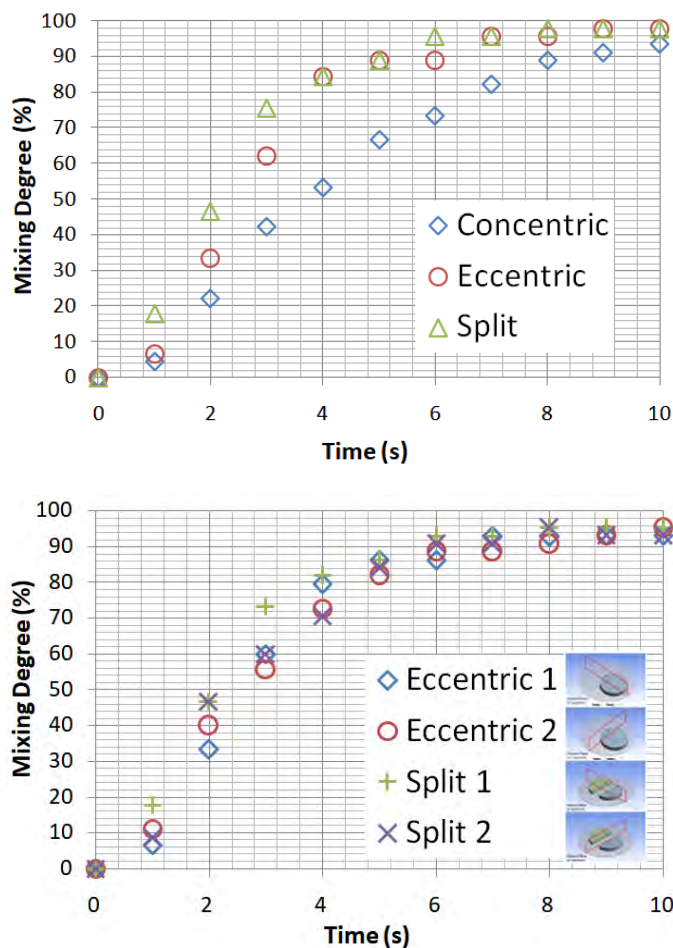 100
90
80
70
60
50
40
30
20
10
0
Mixing Degree (%)
Concentric
Eccentric
Split
0 2 4 6 8 10
Time (s)
100
90
80
70
60
50
40
30
20
10
0
Mixing Degree (%)
Eccentric 1
Eccentric 2
Split 1
Split 2
0 2 4 6 8 10
Time (s)